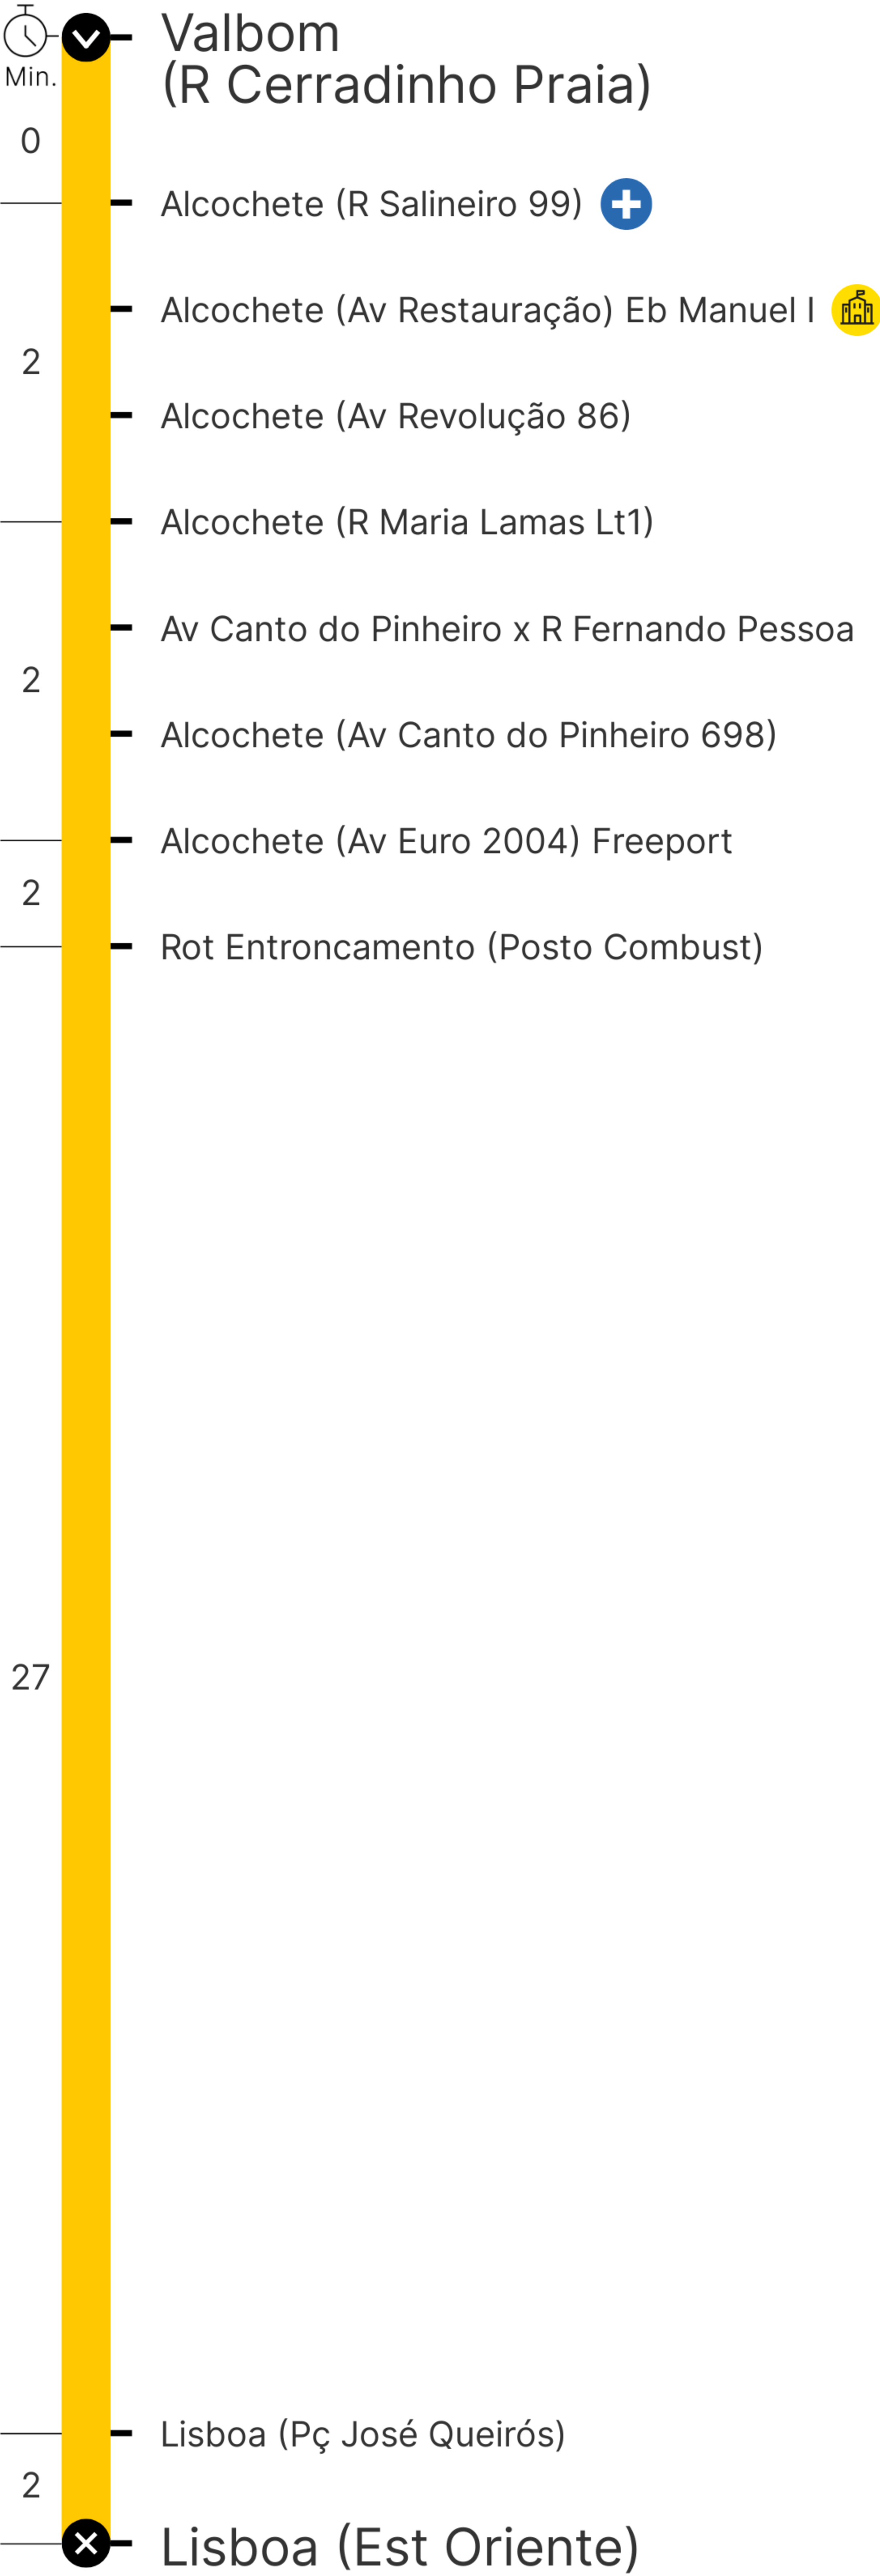 Valbom
(R Cerradinho Praia)
Min.
0
Alcochete (R Salineiro 99)
Alcochete (Av Restauração) Eb Manuel I
2
Alcochete (Av Revolução 86)
Alcochete (R Maria Lamas Lt1)
Av Canto do Pinheiro x R Fernando Pessoa
2
Alcochete (Av Canto do Pinheiro 698)
Alcochete (Av Euro 2004) Freeport
2
Rot Entroncamento (Posto Combust)
27
Lisboa (Pç José Queirós)
2
Lisboa (Est Oriente)